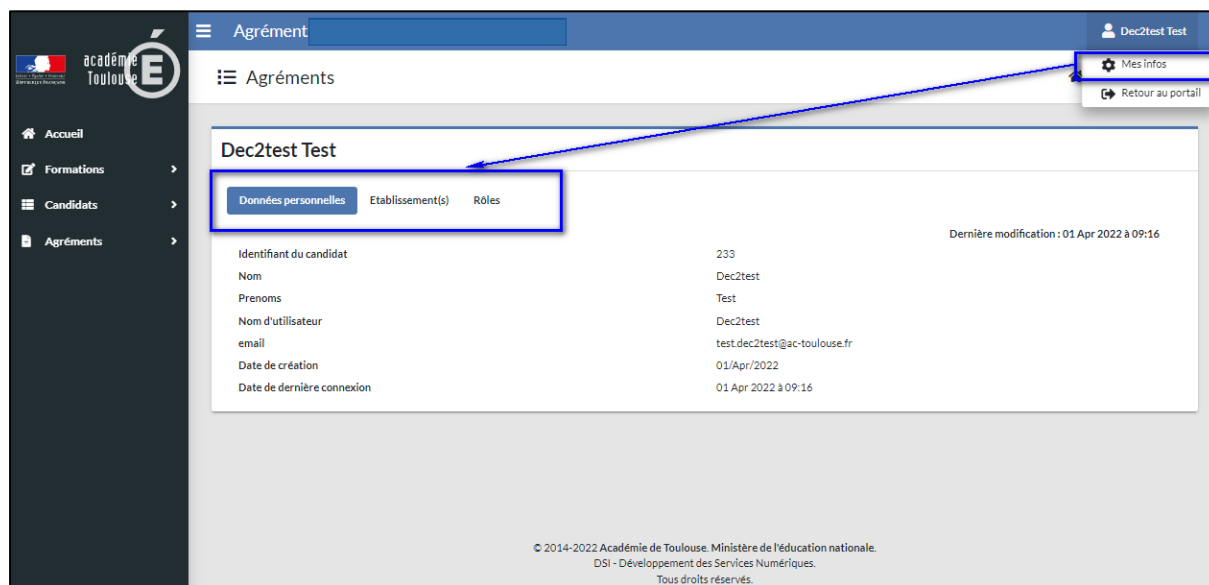 académie
Toulouse
Agrément
Dec2test Test
Mes infos
Retour au portail
Agréments
Accueil
Formations
Candidats
Agréments
Dec2test Test
Données personnelles Etablissement(s) Rôles
Dernière modification : 01 Apr 2022 à 09:16
Identifiant du candidat 233
Nom Dec2test
Prenoms Test
Nom d'utilisateur Dec2test
email test.dec2test@ac-toulouse.fr
Date de création 01/Apr/2022
Date de dernière connexion 01 Apr 2022 à 09:16
© 2014-2022 Académie de Toulouse. Ministère de l'éducation nationale.
DSI - Développement des Services Numériques.
Tous droits réservés.